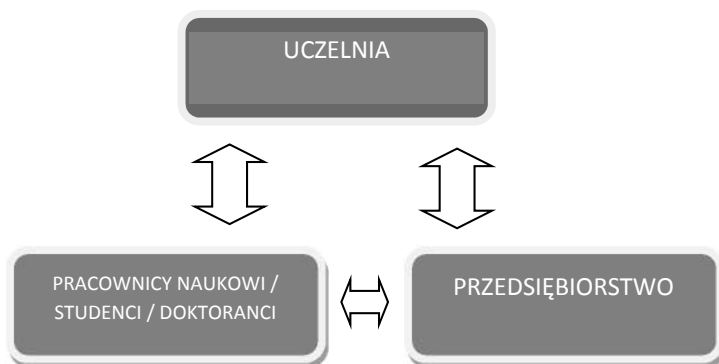 UCZELNIA
PRACOWNICY NAUKOWI /
STUDENCI / DOKTORANCI
PRZEDSIĘBIORSTWO